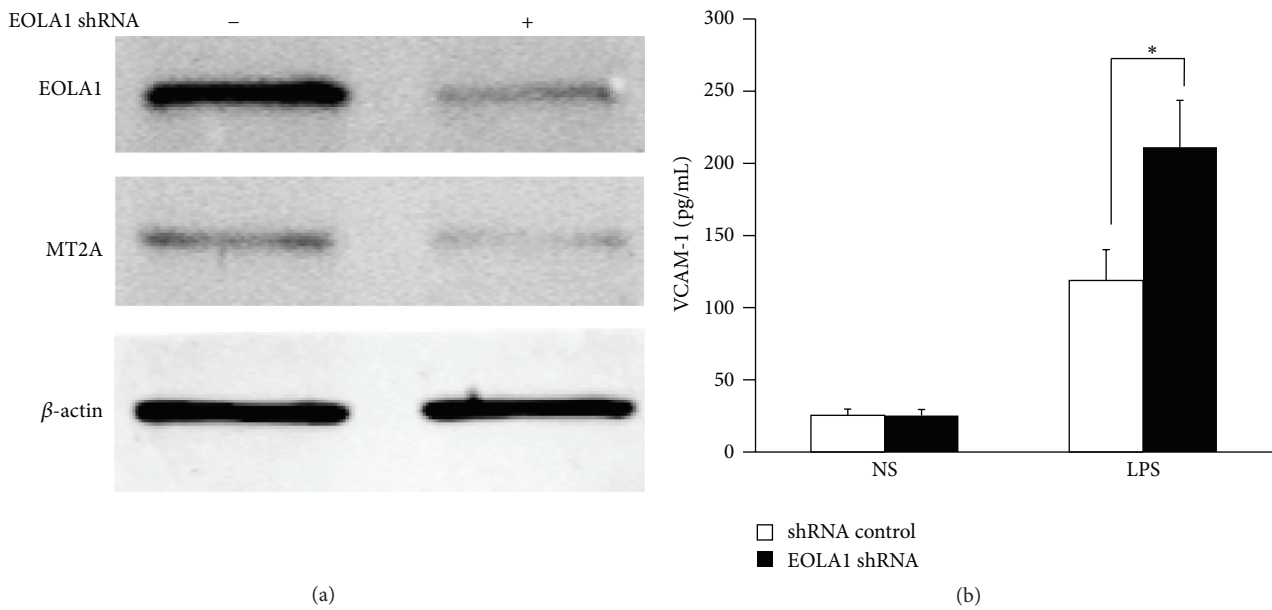 EOLA1 shRNA − +
EOLA1
MT2A
β-actin
(a)
300
250
200
150
100
50
0
VCAM-1 (pg/mL)
*
NS LPS
shRNA control
EOLA1 shRNA
(b)